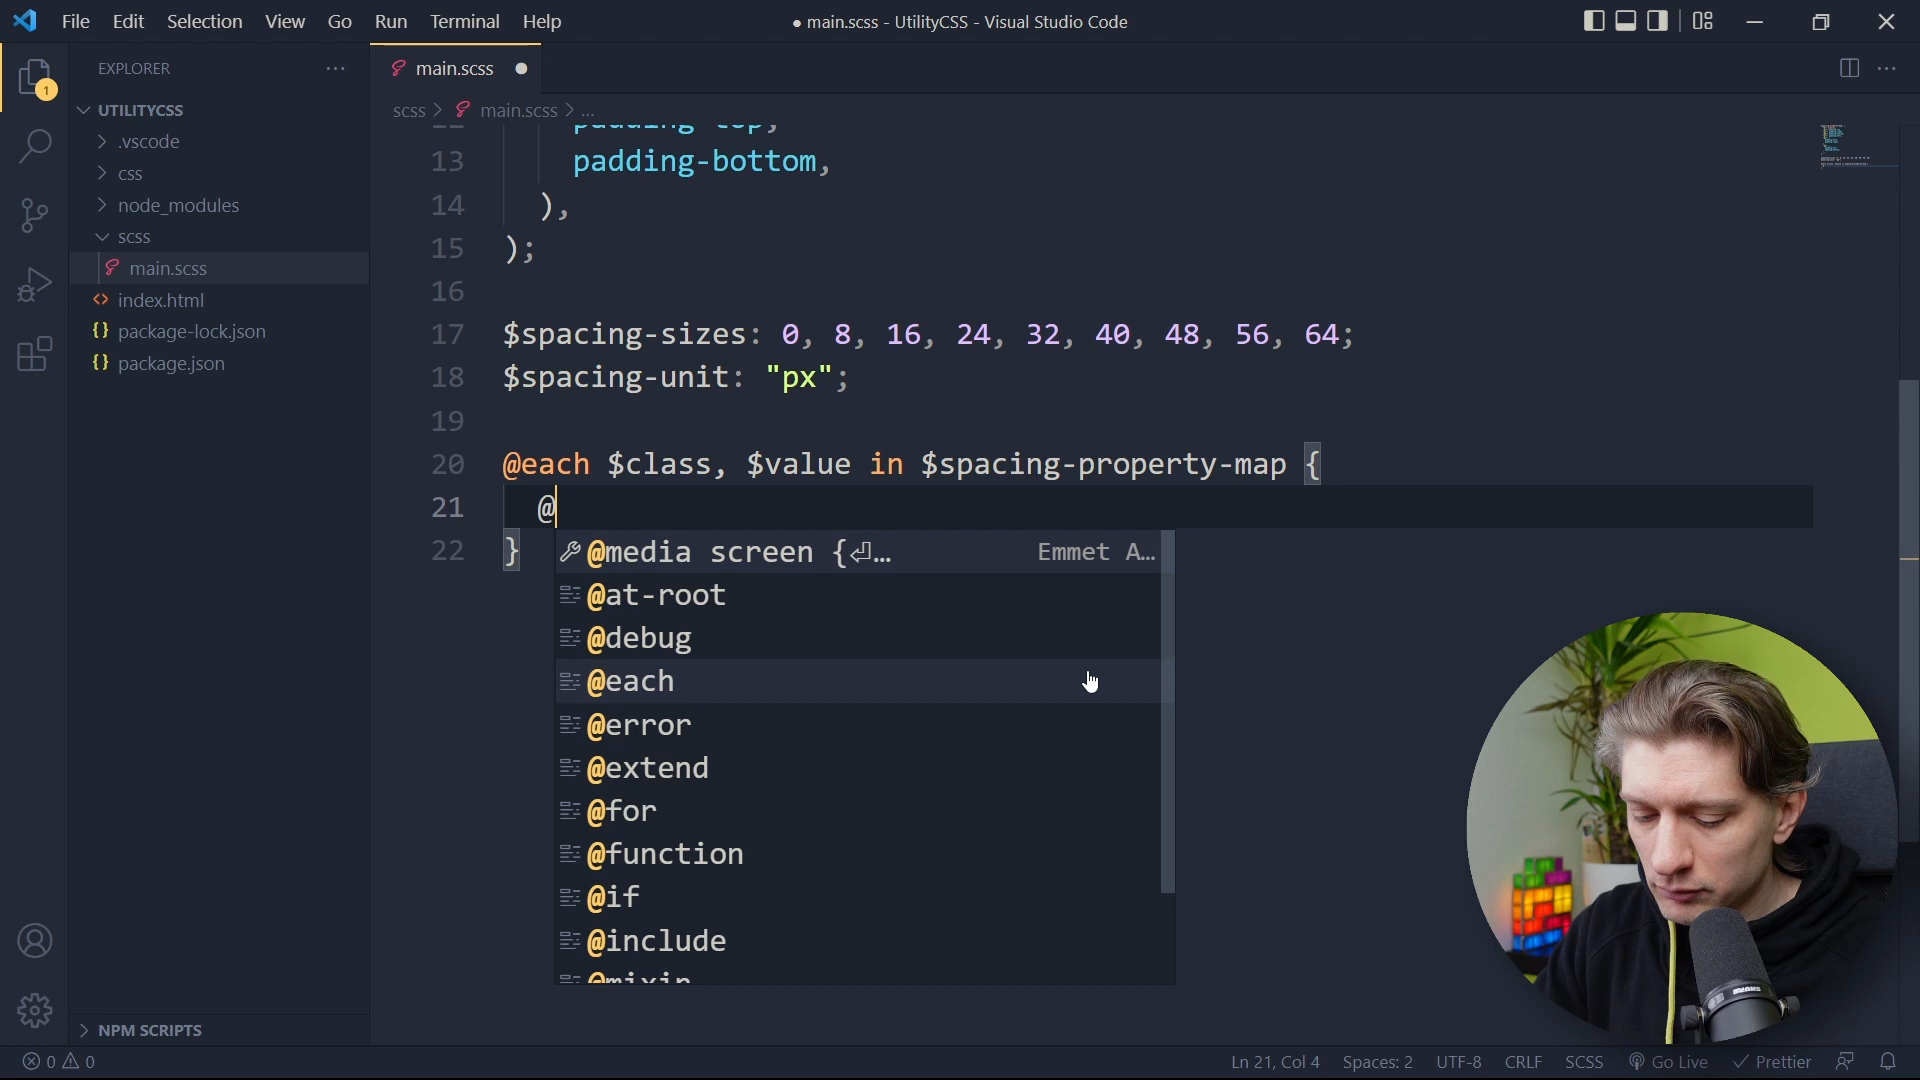 File Edit Selection View Go Run Terminal Help
● main.scss - UtilityCSS - Visual Studio Code
EXPLORER
main.scss
1
UTILITYCSS
.vscode
css
node_modules
scss
main.scss
index.html
package-lock.json
package.json
NPM SCRIPTS
scss > main.scss > ...
12 padding-top,
13 padding-bottom,
14 ),
15 );
16
17 $spacing-sizes: 0, 8, 16, 24, 32, 40, 48, 56, 64;
18 $spacing-unit: "px";
19
20 @each $class, $value in $spacing-property-map {
21 @
22 }
@media screen {⏎… Emmet A…
@at-root
@debug
@each
@error
@extend
@for
@function
@if
@include
@mixin
SHURE
0 0
Ln 21, Col 4 Spaces: 2 UTF-8 CRLF SCSS Go Live Prettier